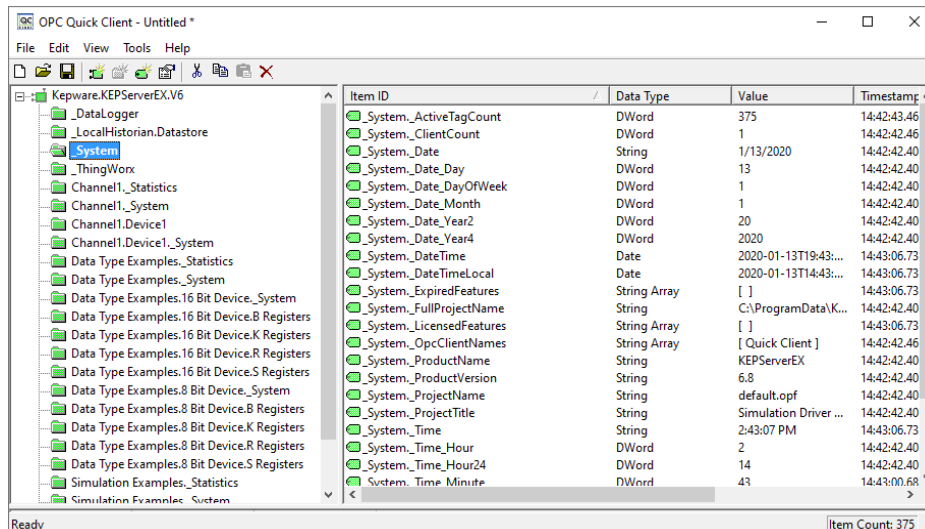 OPC Quick Client - Untitled *
File Edit View Tools Help
Kepware.KEPServerEX.V6
_DataLogger
_LocalHistorian.Datastore
_System
_ThingWorx
Channel1._Statistics
Channel1._System
Channel1.Device1
Channel1.Device1._System
Data Type Examples._Statistics
Data Type Examples._System
Data Type Examples.16 Bit Device._System
Data Type Examples.16 Bit Device.B Registers
Data Type Examples.16 Bit Device.K Registers
Data Type Examples.16 Bit Device.R Registers
Data Type Examples.16 Bit Device.S Registers
Data Type Examples.8 Bit Device._System
Data Type Examples.8 Bit Device.B Registers
Data Type Examples.8 Bit Device.K Registers
Data Type Examples.8 Bit Device.R Registers
Data Type Examples.8 Bit Device.S Registers
Simulation Examples._Statistics
Simulation Examples._System
Item ID / Data Type Value Timestamp
_System._ActiveTagCount DWord 375 14:42:43.46
_System._ClientCount DWord 1 14:42:42.46
_System._Date String 1/13/2020 14:42:42.40
_System._Date_Day DWord 13 14:42:42.40
_System._Date_DayOfWeek DWord 1 14:42:42.40
_System._Date_Month DWord 1 14:42:42.40
_System._Date_Year2 DWord 20 14:42:42.40
_System._Date_Year4 DWord 2020 14:42:42.40
_System._DateTime Date 2020-01-13T19:43:... 14:43:06.73
_System._DateTimeLocal Date 2020-01-13T14:43:... 14:43:06.73
_System._ExpiredFeatures String Array [ ] 14:43:06.73
_System._FullProjectName String C:\ProgramData\K... 14:42:42.40
_System._LicensedFeatures String Array [ ] 14:43:06.73
_System._OpcClientNames String Array [ Quick Client ] 14:42:42.46
_System._ProductName String KEPServerEX 14:42:42.40
_System._ProductVersion String 6.8 14:42:42.40
_System._ProjectName String default.opf 14:42:42.40
_System._ProjectTitle String Simulation Driver ... 14:42:42.40
_System._Time String 2:43:07 PM 14:43:06.73
_System._Time_Hour DWord 2 14:42:42.40
_System._Time_Hour24 DWord 14 14:42:42.40
_System._Time_Minute DWord 43 14:43:00.68
Ready Item Count: 375